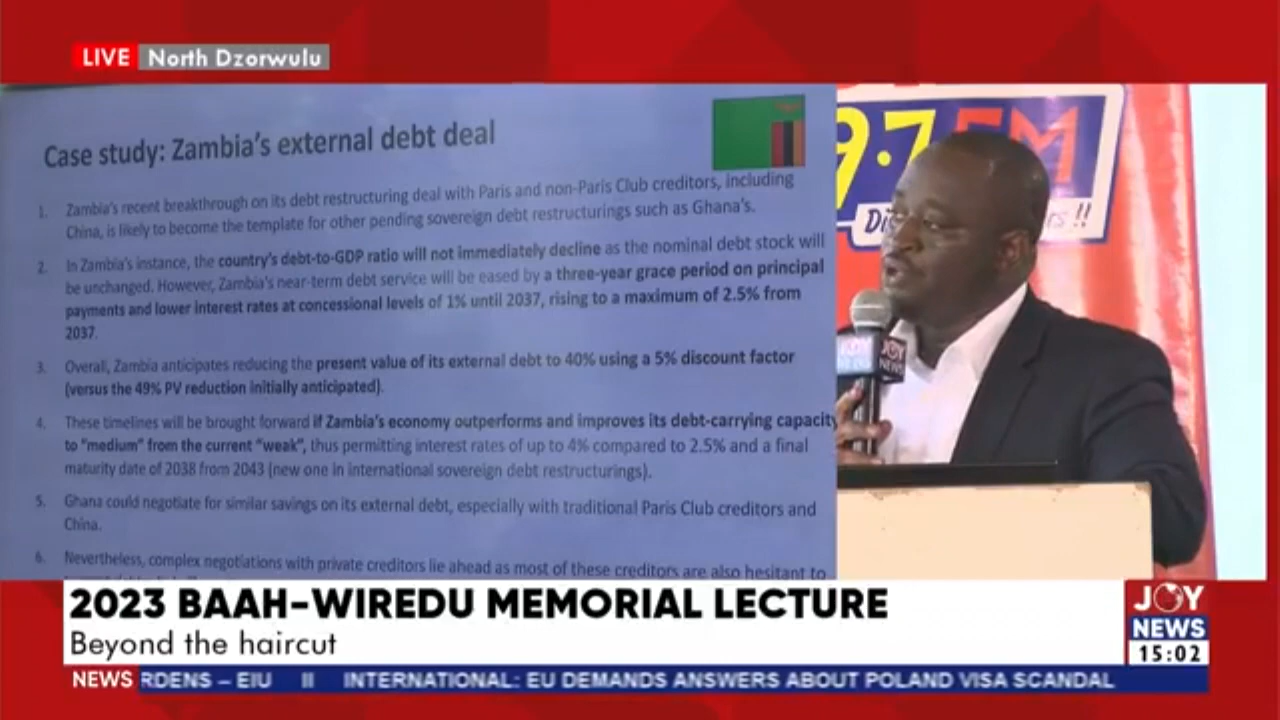 LIVE North Dzorwulu
Case study: Zambia's external debt deal
1. Zambia's recent breakthrough on its debt restructuring deal with Paris and non-Paris Club creditors, including
China, is likely to become the template for other pending sovereign debt restructurings such as Ghana's.
2. In Zambia's instance, the country's debt-to-GDP ratio will not immediately decline as the nominal debt stock will
be unchanged. However, Zambia's near-term debt service will be eased by a three-year grace period on principal
payments and lower interest rates at concessional levels of 1% until 2037, rising to a maximum of 2.5% from
2037.
3. Overall, Zambia anticipates reducing the present value of its external debt to 40% using a 5% discount factor
(versus the 49% PV reduction initially anticipated).
4. These timelines will be brought forward if Zambia's economy outperforms and improves its debt-carrying capacity
to "medium" from the current "weak", thus permitting interest rates of up to 4% compared to 2.5% and a final
maturity date of 2038 from 2043 (new one in international sovereign debt restructurings).
5. Ghana could negotiate for similar savings on its external debt, especially with traditional Paris Club creditors and
China.
6. Nevertheless, complex negotiations with private creditors lie ahead as most of these creditors are also hesitant to
9.7 FM
rs !!
JOY
NEWS
2023 BAAH-WIREDU MEMORIAL LECTURE
Beyond the haircut
JOY
NEWS
15:02
NEWS RDENS – EIU II INTERNATIONAL: EU DEMANDS ANSWERS ABOUT POLAND VISA SCANDAL